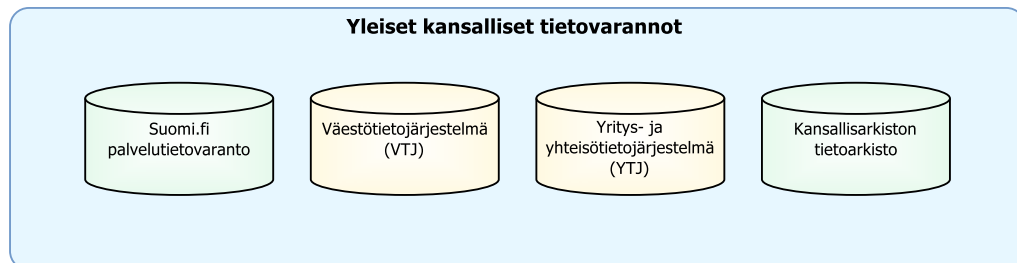 Yleiset kansalliset tietovarannot
Suomi.fi
palvelutietovaranto
Väestötietojärjestelmä
(VTJ)
Yritys- ja
yhteisötietojärjestelmä
(YTJ)
Kansallisarkiston
tietoarkisto